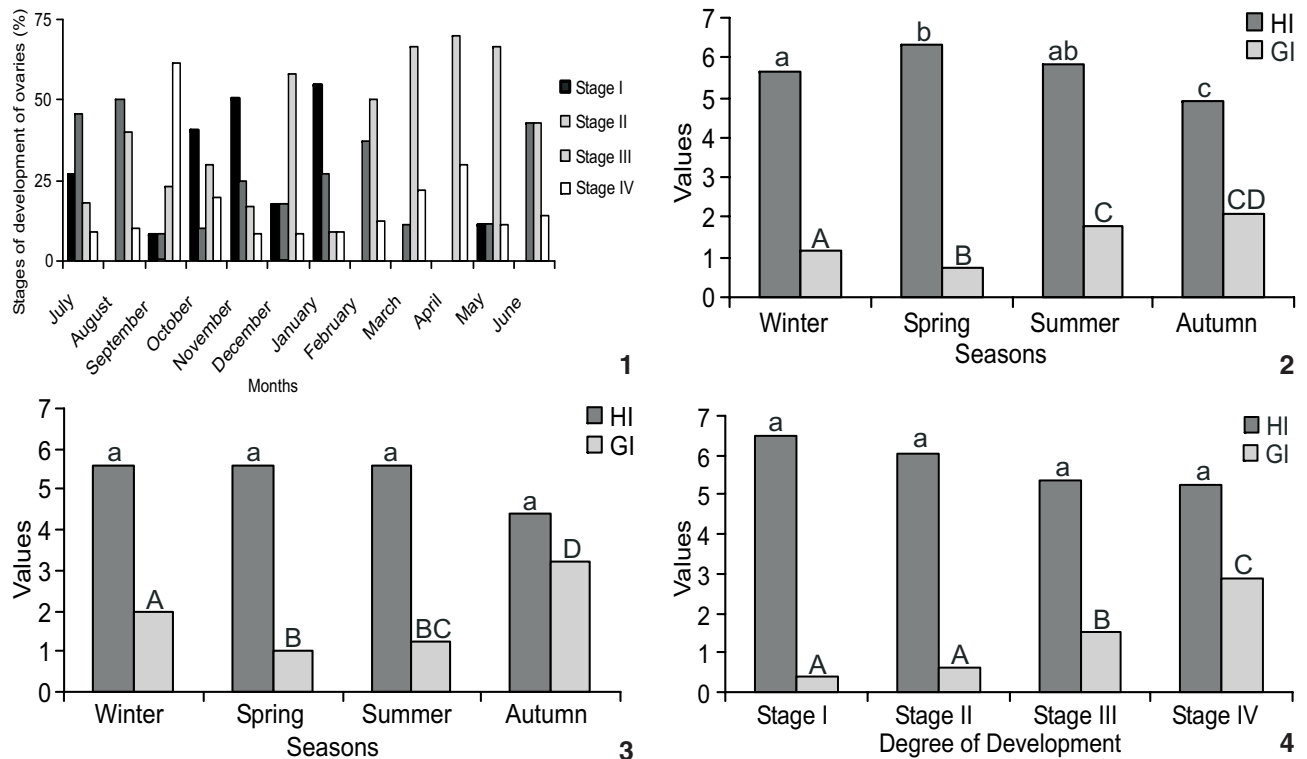 Stages of development of ovaries (%)
75
50
25
0
Stage I
Stage II
Stage III
Stage IV
July
August
September
October
November
December
January
February
March
April
May
June
Months
1
Values
7
6
5
4
3
2
1
0
HI
GI
a
A
b
B
ab
C
c
CD
Winter
Spring
Summer
Autumn
Seasons
2
Values
7
6
5
4
3
2
1
0
HI
GI
a
A
a
B
a
BC
a
D
Winter
Spring
Summer
Autumn
Seasons
3
Values
7
6
5
4
3
2
1
0
HI
GI
a
A
a
A
a
B
a
C
Stage I
Stage II
Stage III
Stage IV
Degree of Development
4